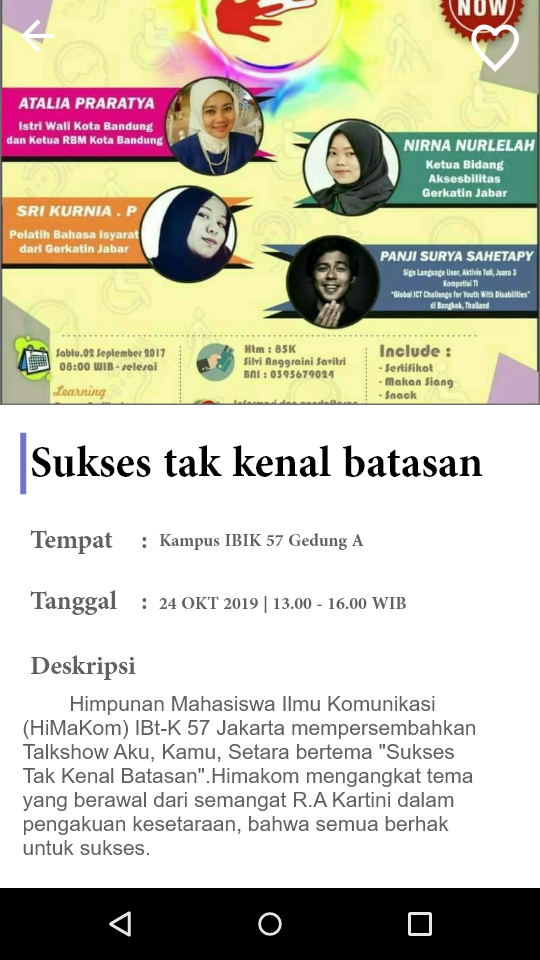 NOW
ATALIA PRARATYA
Istri Wali Kota Bandung
dan Ketua RBM Kota Bandung
NIRNA NURLELAH
Ketua Bidang
Aksesbilitas
Gerkatin Jabar
SRI KURNIA . P
Pelatih Bahasa Isyarat
dari Gerkatin Jabar
PANJI SURYA SAHETAPY
Sign Language User, Aktivis Tuli, Juara 3
Kompetisi TI
"Global ICT Challenge for Youth With Disabilities"
di Bangkok, Thailand
Sabtu, 02 September 2017
08:00 WIB - selesai
Learning
Htm : 85K
Silvi Anggraini Savitri
BNI : 0395679024
Include :
- Sertifikat
- Makan Siang
- Snack
Sukses tak kenal batasan
Tempat : Kampus IBIK 57 Gedung A
Tanggal : 24 OKT 2019 | 13.00 - 16.00 WIB
Deskripsi
Himpunan Mahasiswa Ilmu Komunikasi
(HiMaKom) IBt-K 57 Jakarta mempersembahkan
Talkshow Aku, Kamu, Setara bertema "Sukses
Tak Kenal Batasan".Himakom mengangkat tema
yang berawal dari semangat R.A Kartini dalam
pengakuan kesetaraan, bahwa semua berhak
untuk sukses.